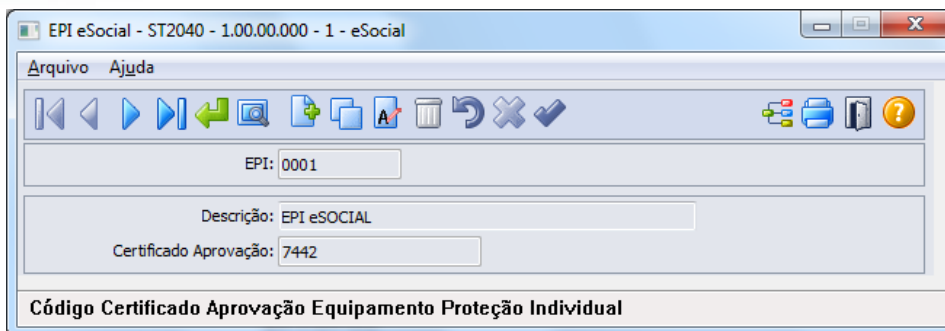 EPI eSocial - ST2040 - 1.00.00.000 - 1 - eSocial
Arquivo Ajuda
EPI: 0001
Descrição: EPI eSOCIAL
Certificado Aprovação: 7442
Código Certificado Aprovação Equipamento Proteção Individual